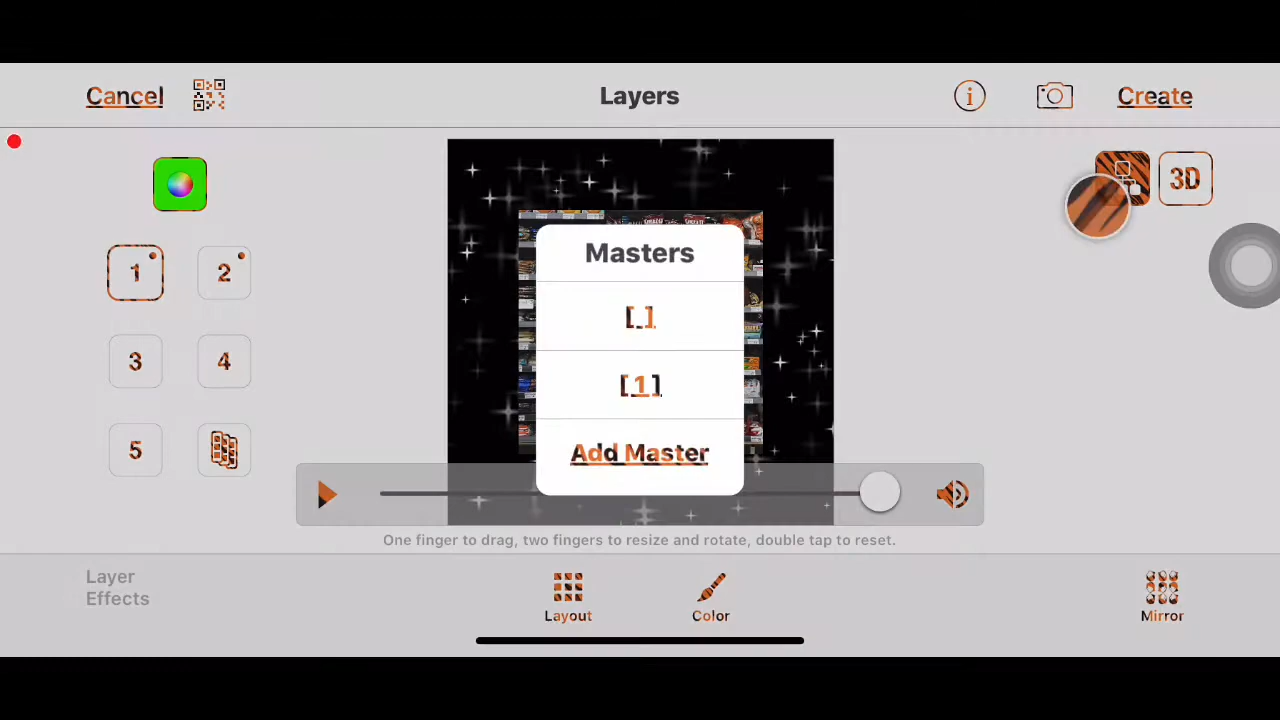 Cancel
Layers
Create
3D
1
2
3
4
5
Masters
[ ]
[ 1 ]
Add Master
One finger to drag, two fingers to resize and rotate, double tap to reset.
Layer
Effects
Layout
Color
Mirror